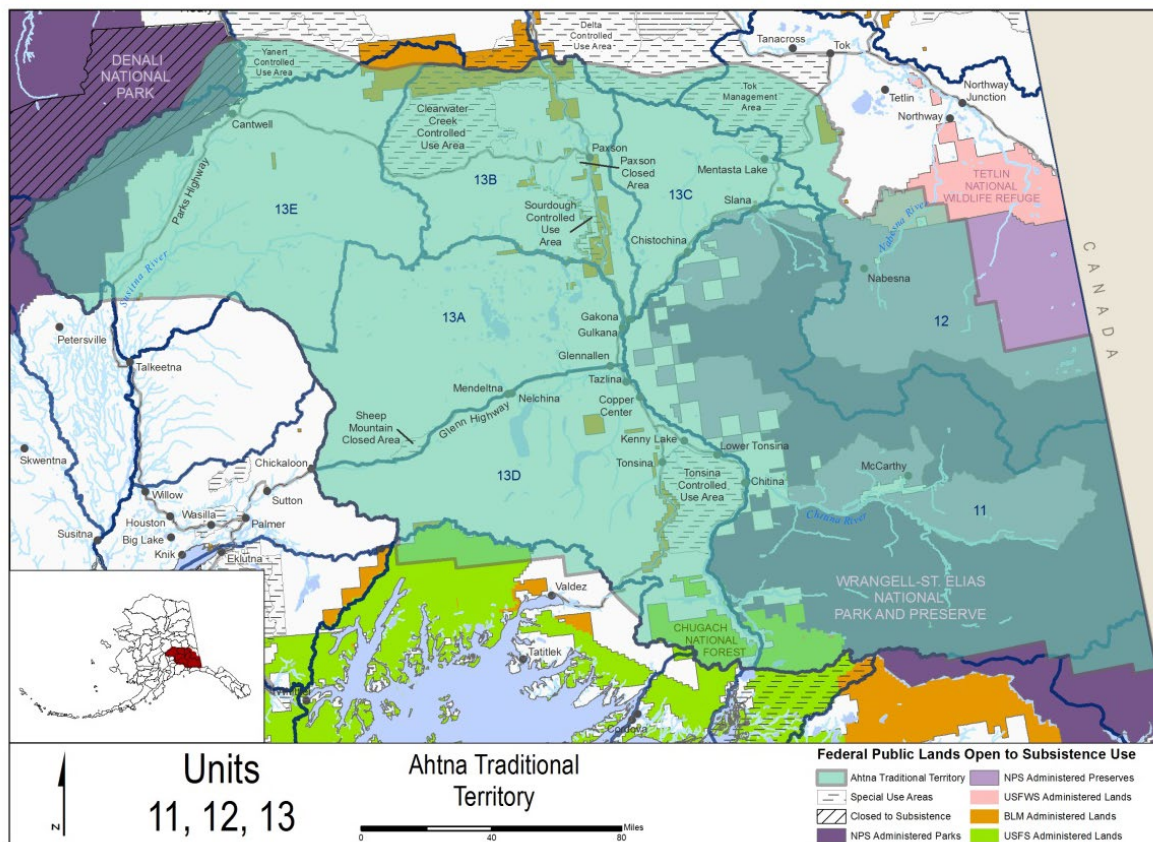 Delta
Controlled
Use Area
Tanacross
Tok
Yanert
Controlled
Use Area
DENALI
NATIONAL
PARK
Tok
Management
Area
Tetlin
Northway
Junction
Northway
Clearwater
Creek
Controlled
Use Area
Cantwell
Paxson
Paxson
Closed
Area
Mentasta Lake
TETLIN
NATIONAL
WILDLIFE REFUGE
Parks Highway
13E
13B
13C
Sourdough
Controlled
Use
Area
Slana
Chistochina
Nabesna River
Nabesna
CANADA
Susitna River
Petersville
Talkeetna
13A
Gakona
Gulkana
12
Glennallen
Tazlina
Mendeltna
Nelchina
Copper
Center
Sheep
Mountain
Closed Area
Glenn Highway
Skwentna
Chickaloon
Kenny Lake
Lower Tonsina
Tonsina
Tonsina
Controlled
Use Area
Chitina
McCarthy
13D
11
Chitina River
Willow
Sutton
Houston
Wasilla
Palmer
Big Lake
Susitna
Knik
Eklutna
WRANGELL-ST. ELIAS
NATIONAL
PARK AND PRESERVE
Valdez
CHUGACH
NATIONAL
FOREST
Tatitlek
Cordova
N
Units
11, 12, 13
Ahtna Traditional
Territory
Miles
0 20 40 80
Federal Public Lands Open to Subsistence Use
Ahtna Traditional Territory
Special Use Areas
Closed to Subsistence
NPS Administered Parks
NPS Administered Preserves
USFWS Administered Lands
BLM Administered Lands
USFS Administered Lands